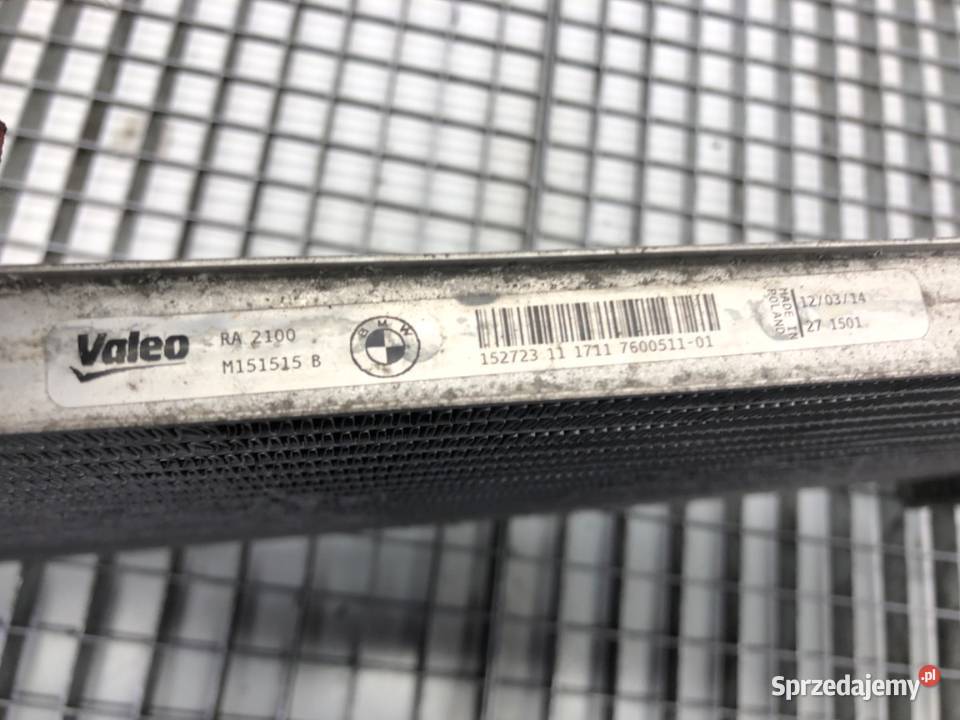 Valeo
RA 2100
M151515 B
BMW
152723 11 1711 7600511-01
MADE IN
POLAND
12/03/14
27 1501
Sprzedajemy.pl